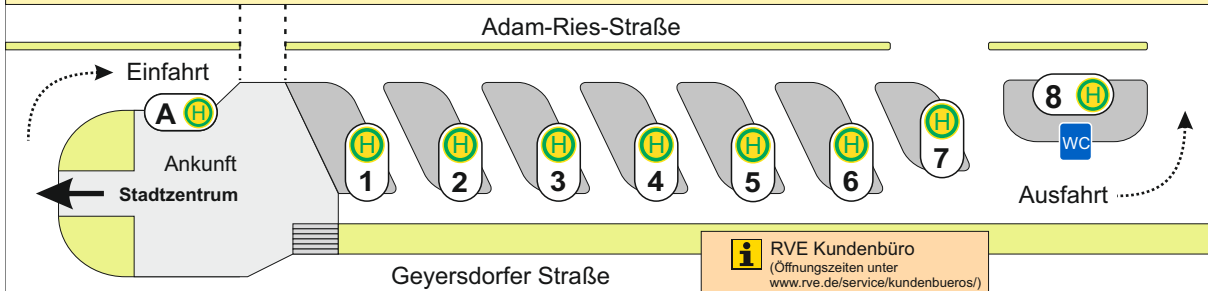 Adam-Ries-Straße
Einfahrt
A H
Ankunft
Stadtzentrum
H
1
H
2
H
3
H
4
H
5
H
6
H
7
8 H
WC
Ausfahrt
Geyersdorfer Straße
i RVE Kundenbüro
(Öffnungszeiten unter
www.rve.de/service/kundenbueros/)